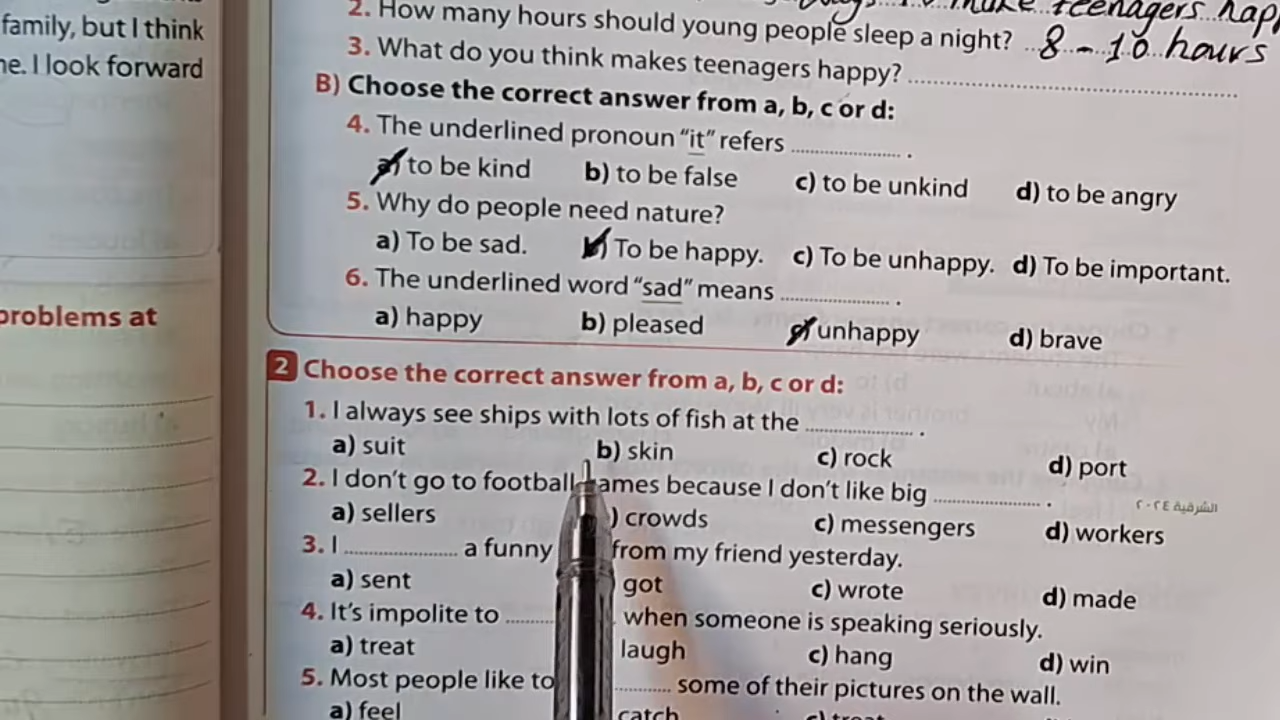 family, but I think
I look forward
problems at
make teenagers
2. How many hours should young people sleep a night? 8 - 10 hours
3. What do you think makes teenagers happy?
B) Choose the correct answer from a, b, c or d:
4. The underlined pronoun "it" refers .................... .
a) to be kind b) to be false c) to be unkind d) to be angry
5. Why do people need nature?
a) To be sad. b) To be happy. c) To be unhappy. d) To be important.
6. The underlined word "sad" means .................... .
a) happy b) pleased c) unhappy d) brave
2 Choose the correct answer from a, b, c or d:
1. I always see ships with lots of fish at the .................... .
a) suit b) skin c) rock d) port
2. I don't go to football games because I don't like big .................... . الشرقية ٢٠٢٤
a) sellers ) crowds c) messengers d) workers
3. I .................... a funny from my friend yesterday.
a) sent ) got c) wrote d) made
4. It's impolite to .......... when someone is speaking seriously.
a) treat laugh c) hang d) win
5. Most people like to .......... some of their pictures on the wall.
a) feel catch c) treat